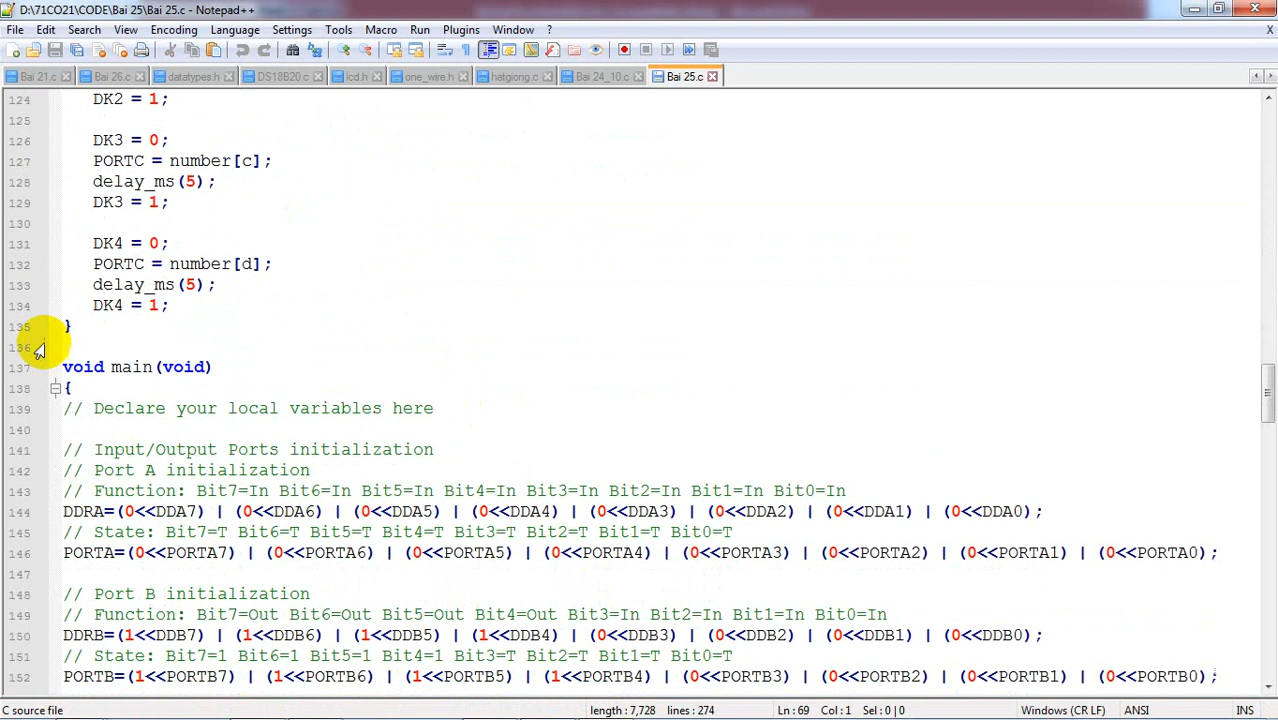 D:\71CO21\CODE\Bai 25\Bai 25.c - Notepad++
File Edit Search View Encoding Language Settings Tools Macro Run Plugins Window ? X
Bai 21.c Bai 26.c datatypes.h DS18B20.c lcd.h one_wire.h hatgiong.c Bai 24_10.c Bai 25.c
124 DK2 = 1;
125
126 DK3 = 0;
127 PORTC = number[c];
128 delay_ms(5);
129 DK3 = 1;
130
131 DK4 = 0;
132 PORTC = number[d];
133 delay_ms(5);
134 DK4 = 1;
135 }
136
137 void main(void)
138 {
139 // Declare your local variables here
140
141 // Input/Output Ports initialization
142 // Port A initialization
143 // Function: Bit7=In Bit6=In Bit5=In Bit4=In Bit3=In Bit2=In Bit1=In Bit0=In
144 DDRA=(0<<DDA7) | (0<<DDA6) | (0<<DDA5) | (0<<DDA4) | (0<<DDA3) | (0<<DDA2) | (0<<DDA1) | (0<<DDA0);
145 // State: Bit7=T Bit6=T Bit5=T Bit4=T Bit3=T Bit2=T Bit1=T Bit0=T
146 PORTA=(0<<PORTA7) | (0<<PORTA6) | (0<<PORTA5) | (0<<PORTA4) | (0<<PORTA3) | (0<<PORTA2) | (0<<PORTA1) | (0<<PORTA0);
147
148 // Port B initialization
149 // Function: Bit7=Out Bit6=Out Bit5=Out Bit4=Out Bit3=In Bit2=In Bit1=In Bit0=In
150 DDRB=(1<<DDB7) | (1<<DDB6) | (1<<DDB5) | (1<<DDB4) | (0<<DDB3) | (0<<DDB2) | (0<<DDB1) | (0<<DDB0);
151 // State: Bit7=1 Bit6=1 Bit5=1 Bit4=1 Bit3=T Bit2=T Bit1=T Bit0=T
152 PORTB=(1<<PORTB7) | (1<<PORTB6) | (1<<PORTB5) | (1<<PORTB4) | (0<<PORTB3) | (0<<PORTB2) | (0<<PORTB1) | (0<<PORTB0);
C source file length : 7,728 lines : 274 Ln : 69 Col : 1 Sel : 0 | 0 Windows (CR LF) ANSI INS